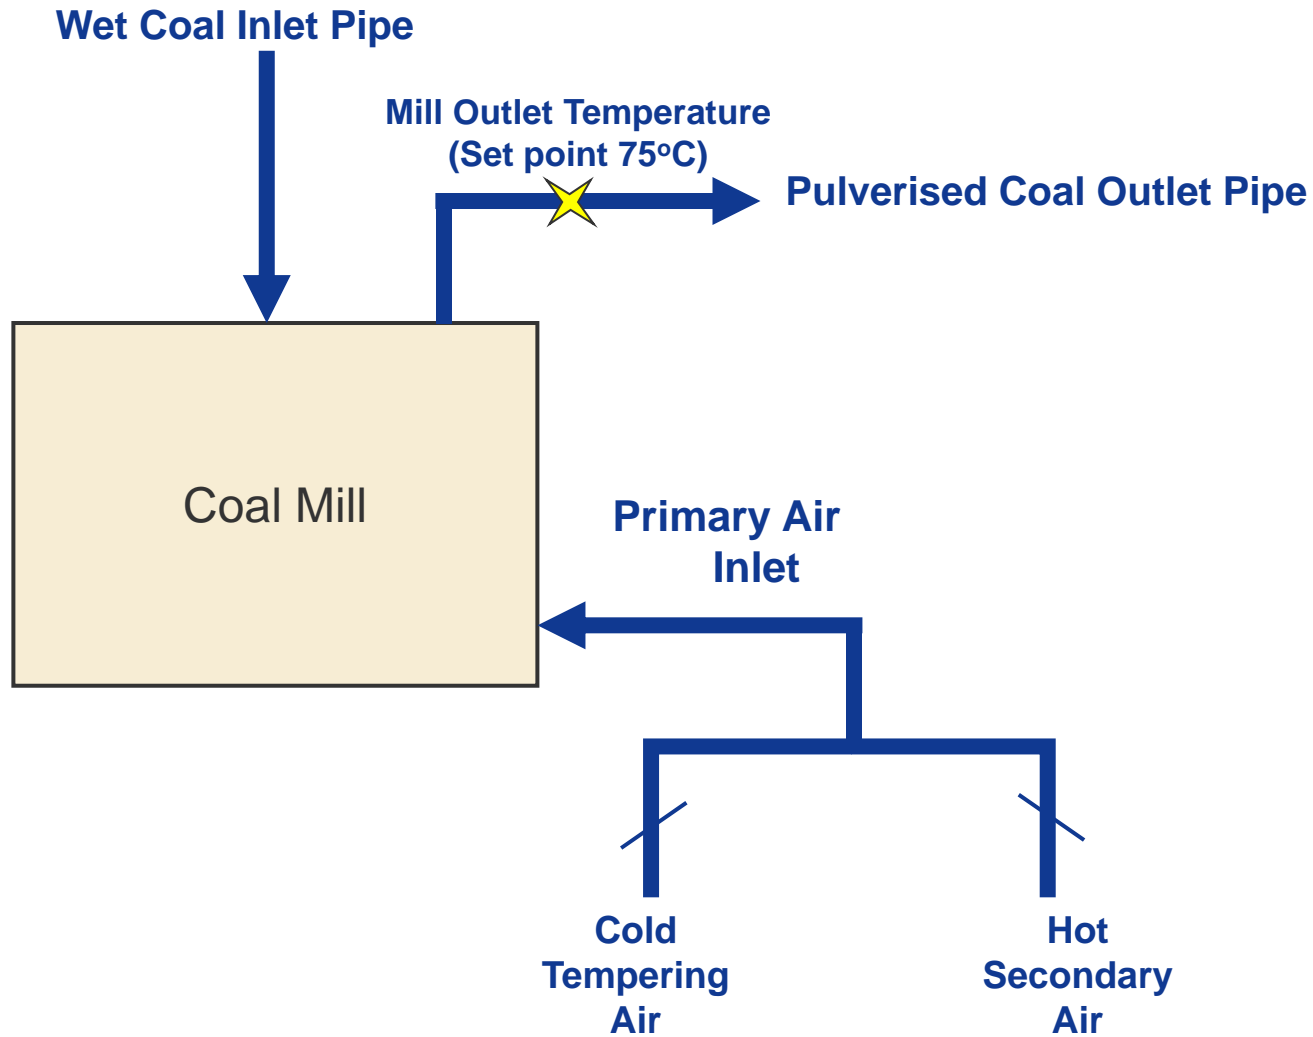 Wet Coal Inlet Pipe
Mill Outlet Temperature
(Set point 75ºC)
Pulverised Coal Outlet Pipe
Coal Mill
Primary Air
Inlet
Cold
Tempering
Air
Hot
Secondary
Air